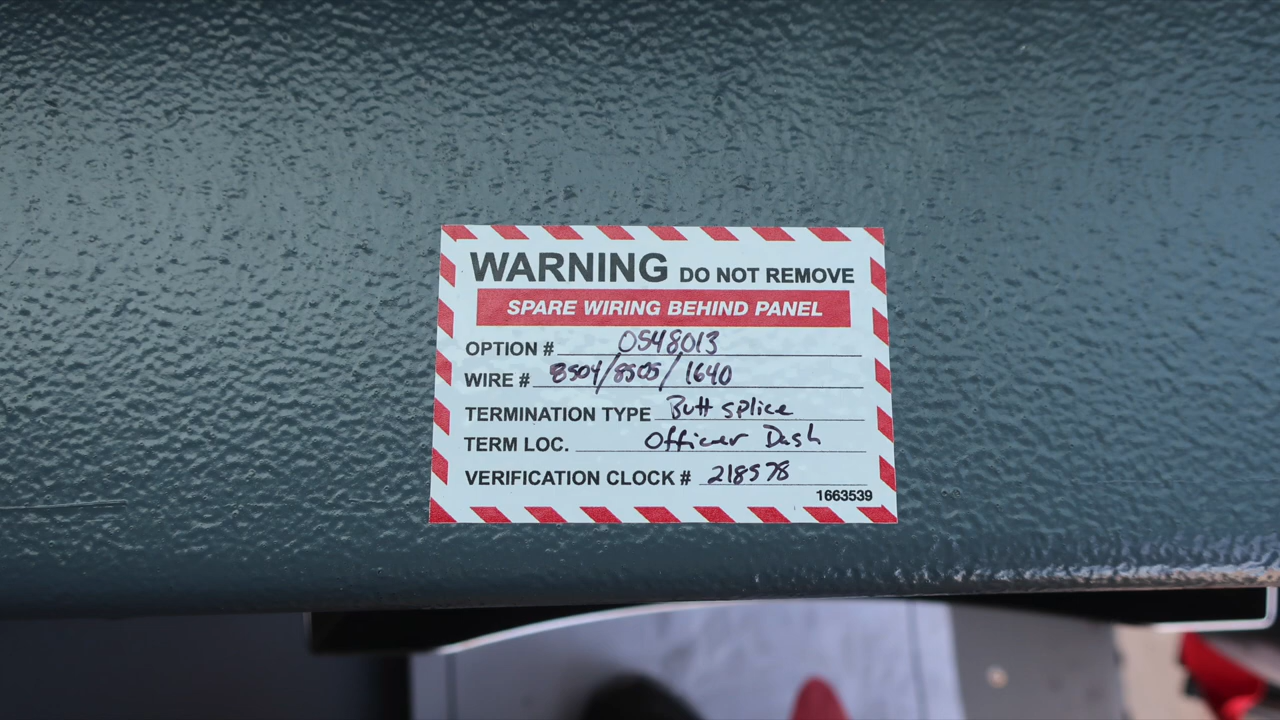 WARNING DO NOT REMOVE
SPARE WIRING BEHIND PANEL
OPTION # 0548013
WIRE # 8504/8505/1640
TERMINATION TYPE Butt splice
TERM LOC. Officer Dash
VERIFICATION CLOCK # 218578
1663539